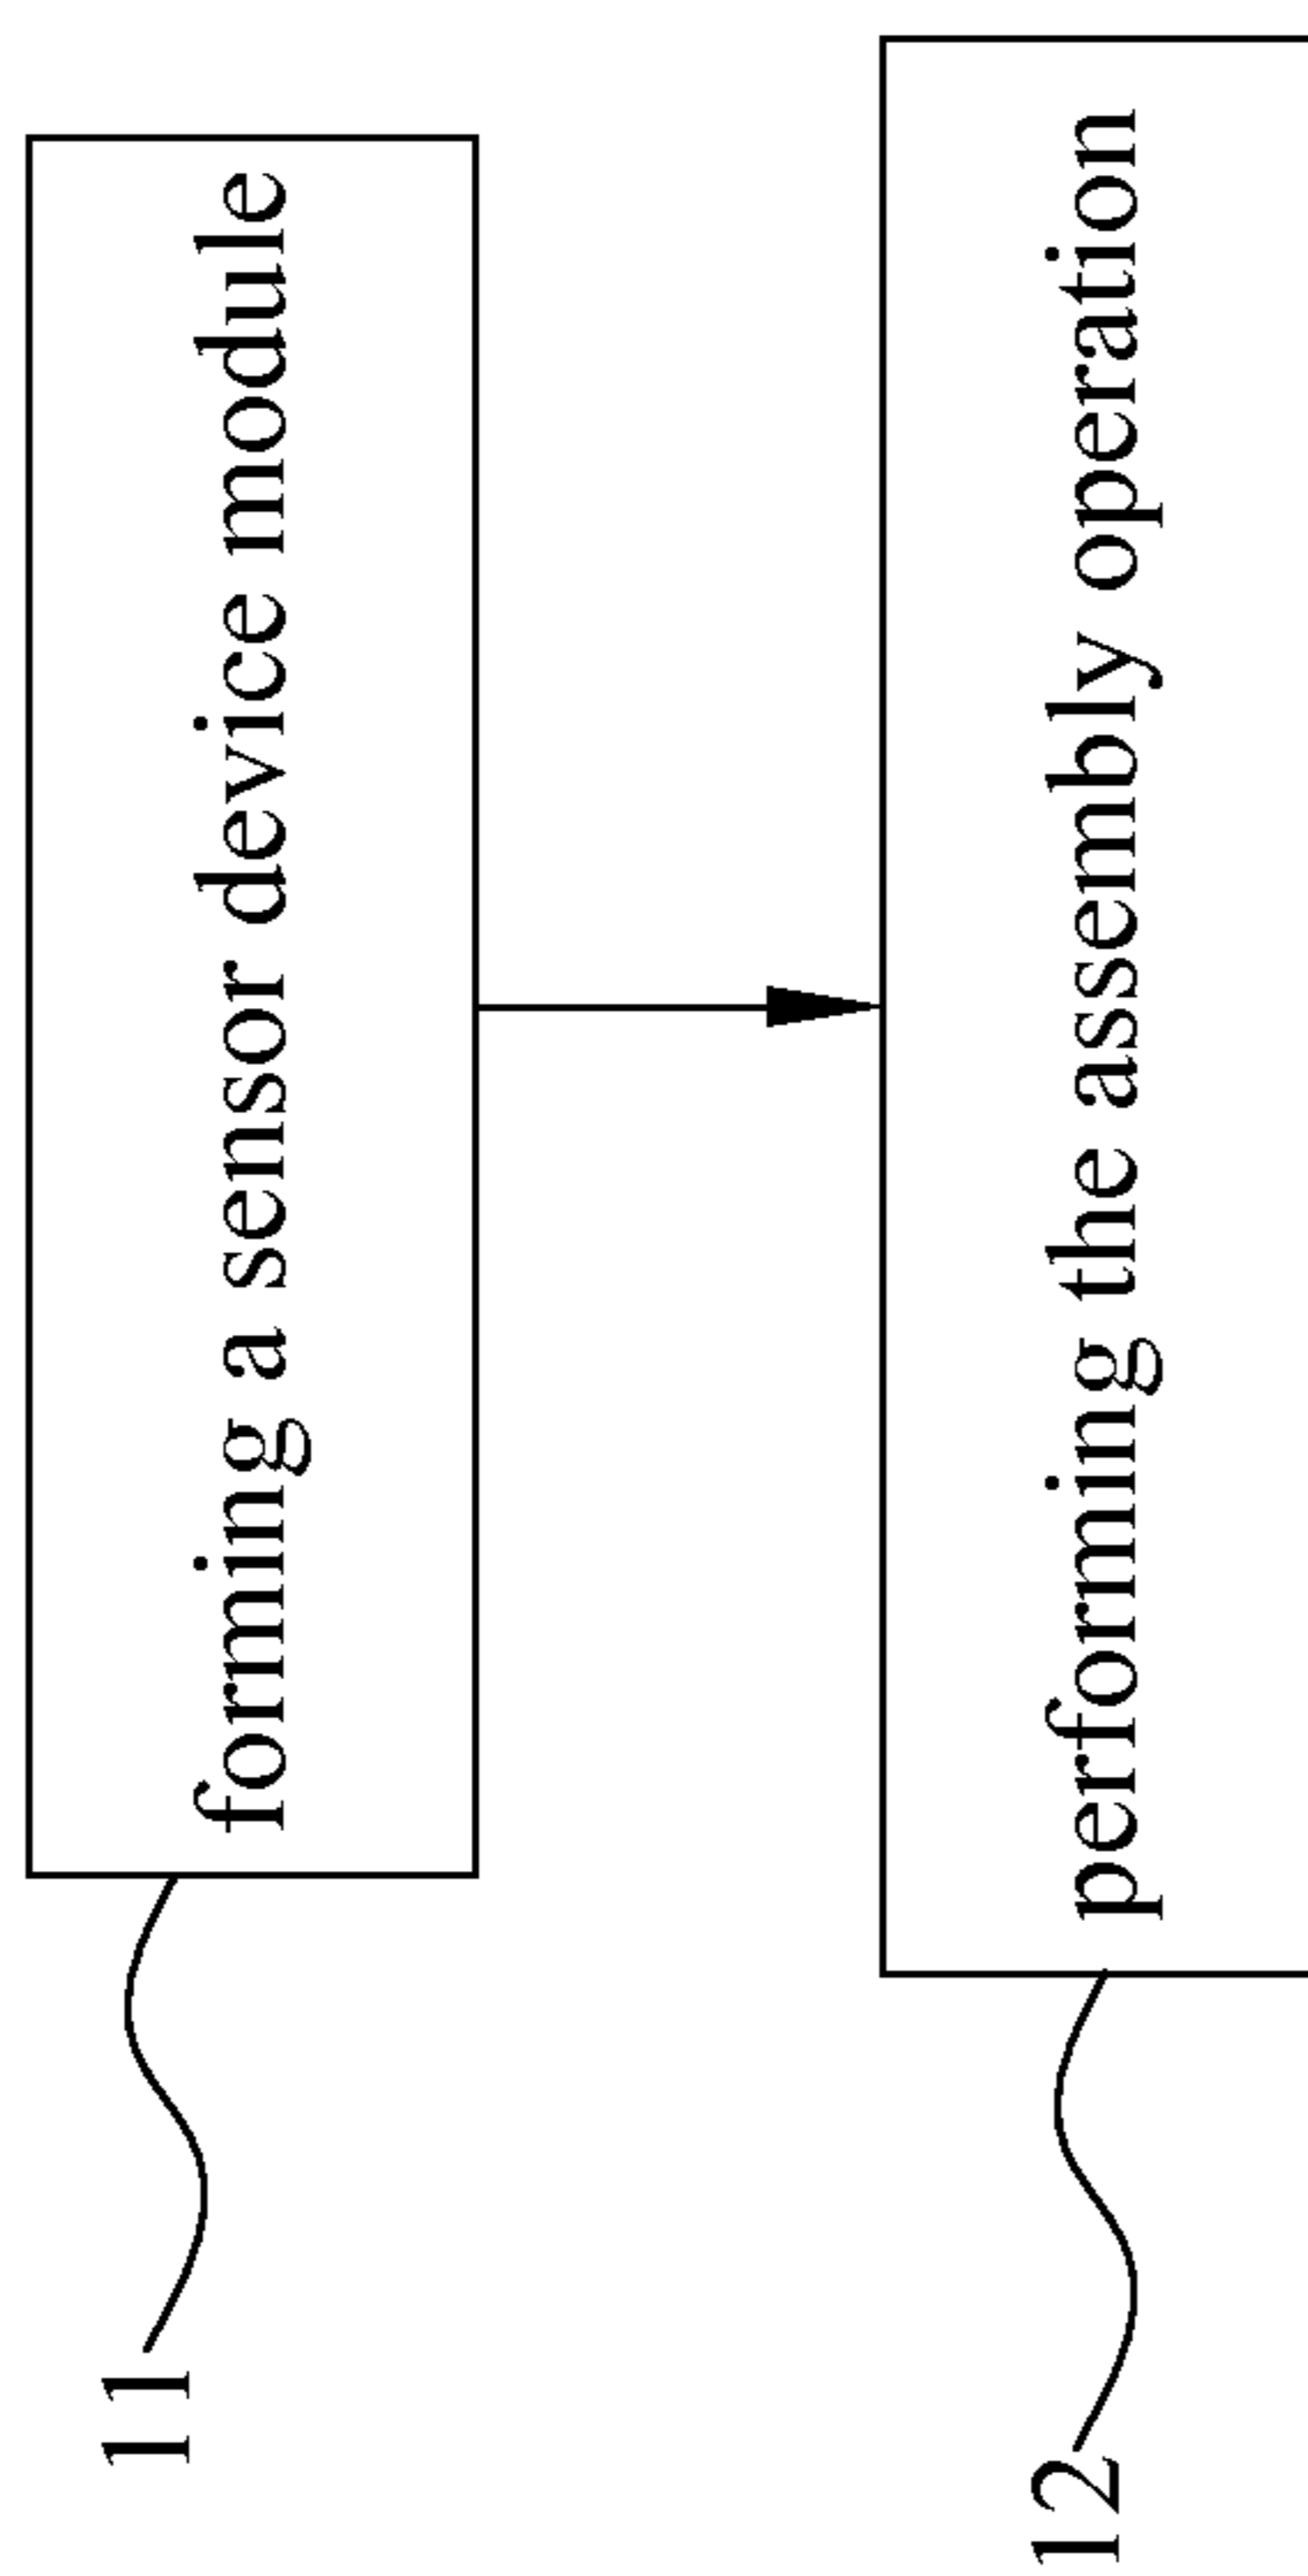 11
forming a sensor device module
12
performing the assembly operation